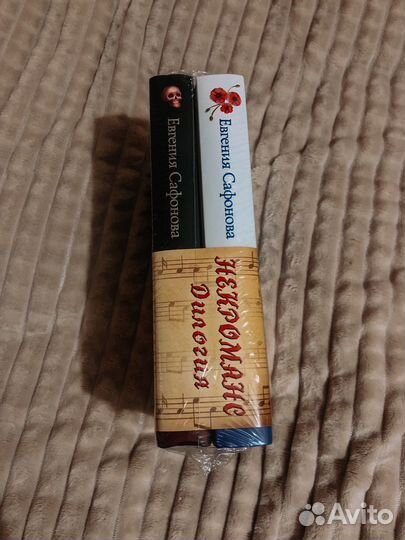 Евгения Сафонова
Евгения Сафонова
НЕКРОМАНС
Дилогия
Avito